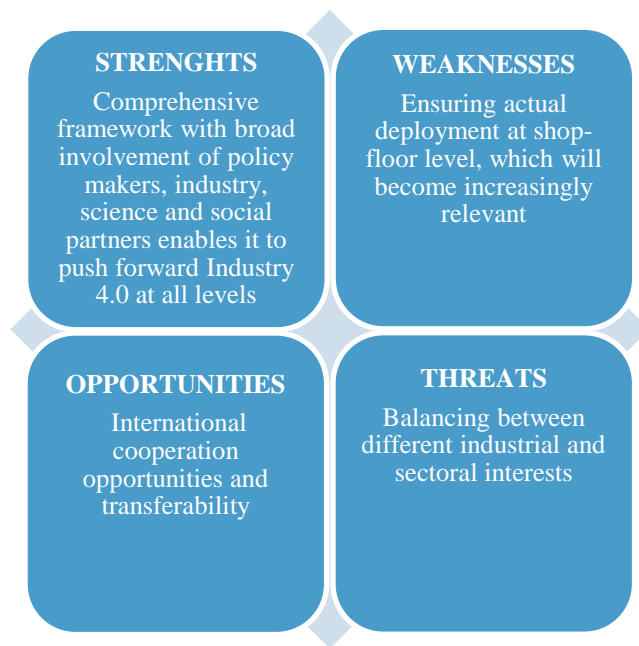 STRENGHTS
Comprehensive
framework with broad
involvement of policy
makers, industry,
science and social
partners enables it to
push forward Industry
4.0 at all levels
WEAKNESSES
Ensuring actual
deployment at shop-
floor level, which will
become increasingly
relevant
OPPORTUNITIES
International
cooperation
opportunities and
transferability
THREATS
Balancing between
different industrial and
sectoral interests